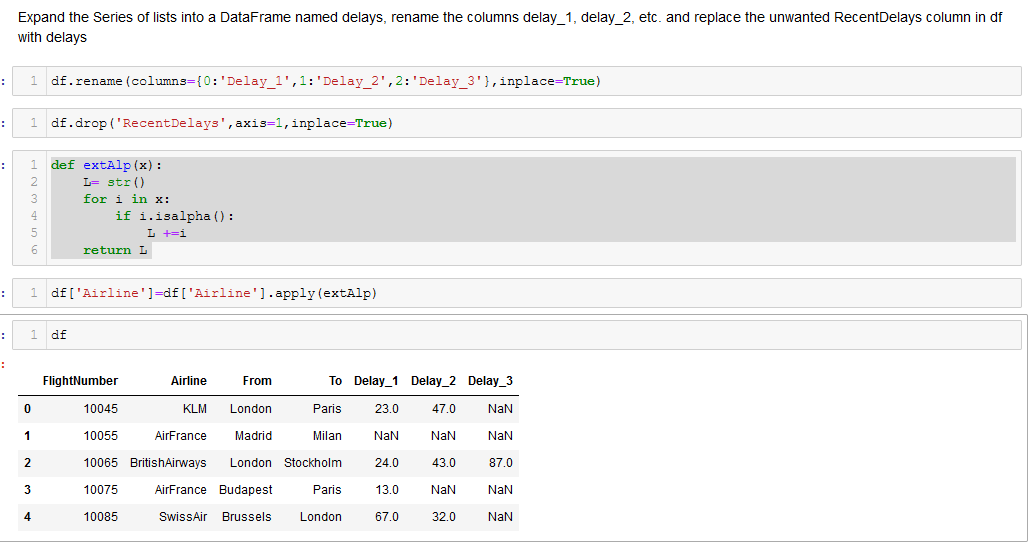 Expand the Series of lists into a DataFrame named delays, rename the columns delay_1, delay_2, etc. and replace the unwanted RecentDelays column in df
with delays
: 1 df.rename(columns={0:'Delay_1',1:'Delay_2',2:'Delay_3'},inplace=True)
: 1 df.drop('RecentDelays',axis=1,inplace=True)
: 1 def extAlp(x):
2     L= str()
3     for i in x:
4         if i.isalpha():
5             L +=i
6     return L
: 1 df['Airline']=df['Airline'].apply(extAlp)
: 1 df
:
FlightNumber Airline From To Delay_1 Delay_2 Delay_3
0 10045 KLM London Paris 23.0 47.0 NaN
1 10055 AirFrance Madrid Milan NaN NaN NaN
2 10065 BritishAirways London Stockholm 24.0 43.0 87.0
3 10075 AirFrance Budapest Paris 13.0 NaN NaN
4 10085 SwissAir Brussels London 67.0 32.0 NaN